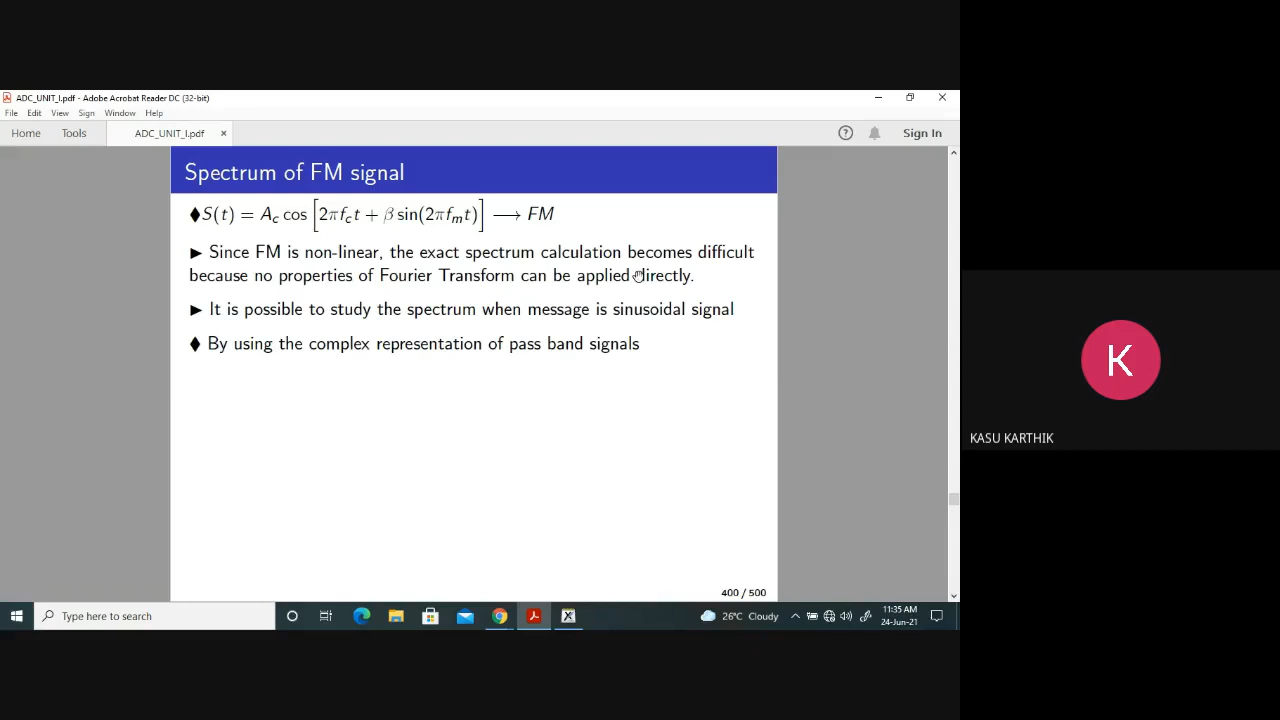 ADC_UNIT_I.pdf - Adobe Acrobat Reader DC (32-bit)
File Edit View Sign Window Help
Home Tools ADC_UNIT_I.pdf × Sign In
Spectrum of FM signal
♦S(t) = A_c cos[2πf_ct + β sin(2πf_mt)] ⟶ FM
► Since FM is non-linear, the exact spectrum calculation becomes difficult
because no properties of Fourier Transform can be applied directly.
► It is possible to study the spectrum when message is sinusoidal signal
♦ By using the complex representation of pass band signals
400 / 500
K
KASU KARTHIK
Type here to search
26°C Cloudy
11:35 AM
24-Jun-21